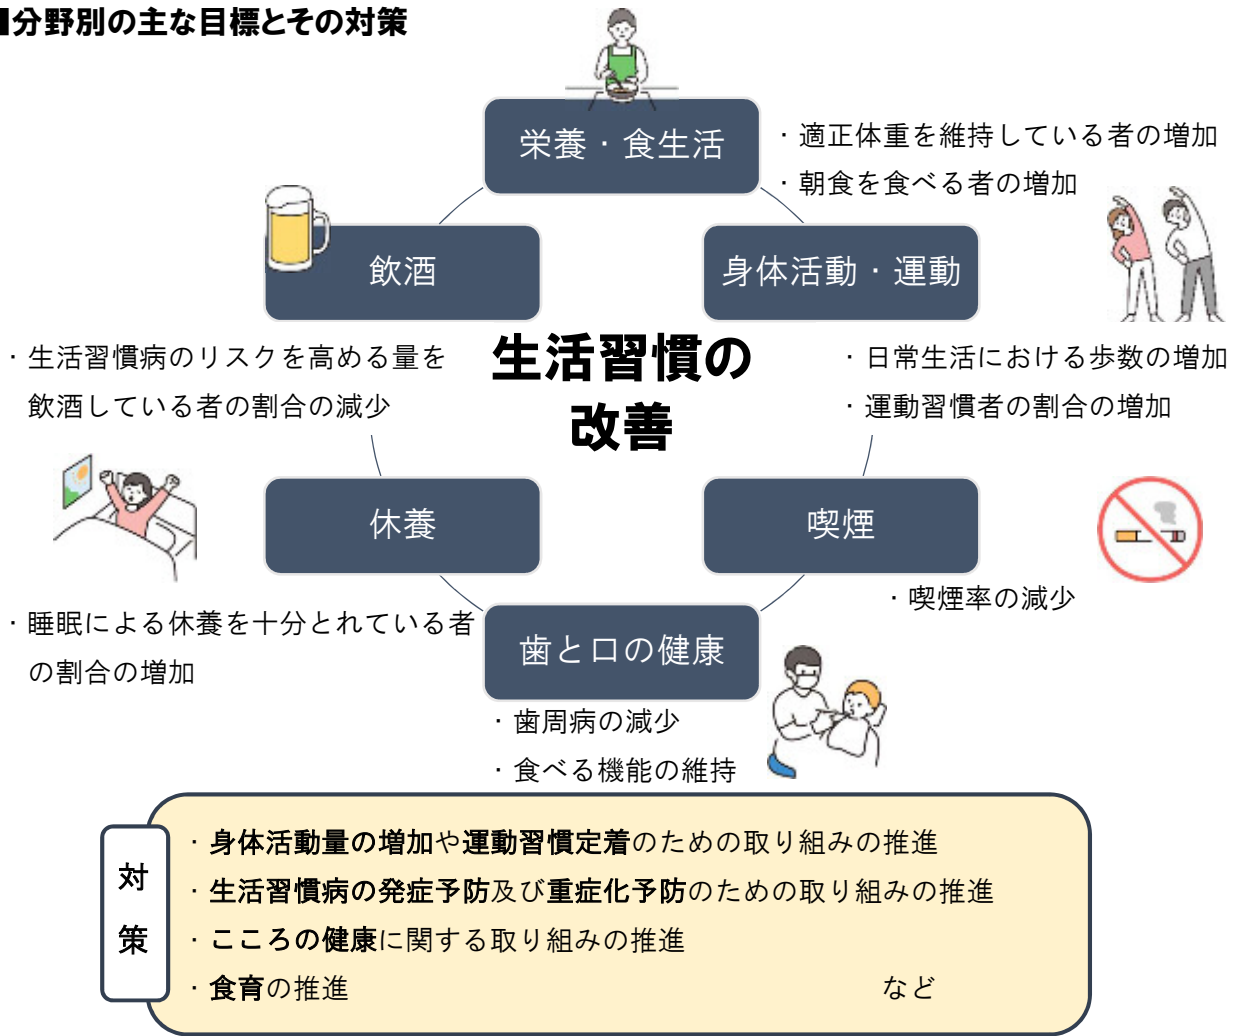 ■分野別の主な目標とその対策
栄養・食生活
・適正体重を維持している者の増加
・朝食を食べる者の増加
飲酒
身体活動・運動
生活習慣の
改善
・生活習慣病のリスクを高める量を
飲酒している者の割合の減少
・日常生活における歩数の増加
・運動習慣者の割合の増加
休養
喫煙
・喫煙率の減少
・睡眠による休養を十分とれている者
の割合の増加
歯と口の健康
・歯周病の減少
・食べる機能の維持
対策
・身体活動量の増加や運動習慣定着のための取り組みの推進
・生活習慣病の発症予防及び重症化予防のための取り組みの推進
・こころの健康に関する取り組みの推進
・食育の推進 など